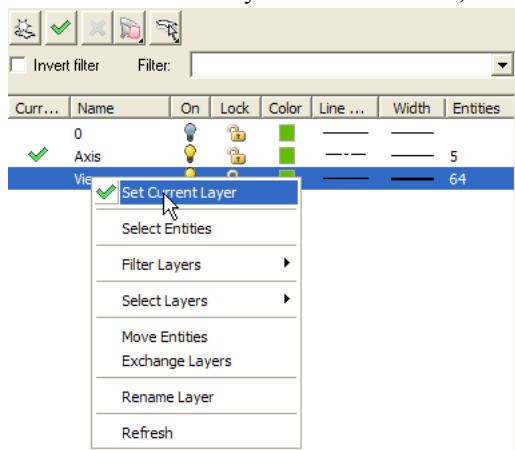 Invert filter Filter:
Curr... Name On Lock Color Line ... Width Entities
0
Axis 5
Vie 64
Set Current Layer
Select Entities
Filter Layers
Select Layers
Move Entities
Exchange Layers
Rename Layer
Refresh